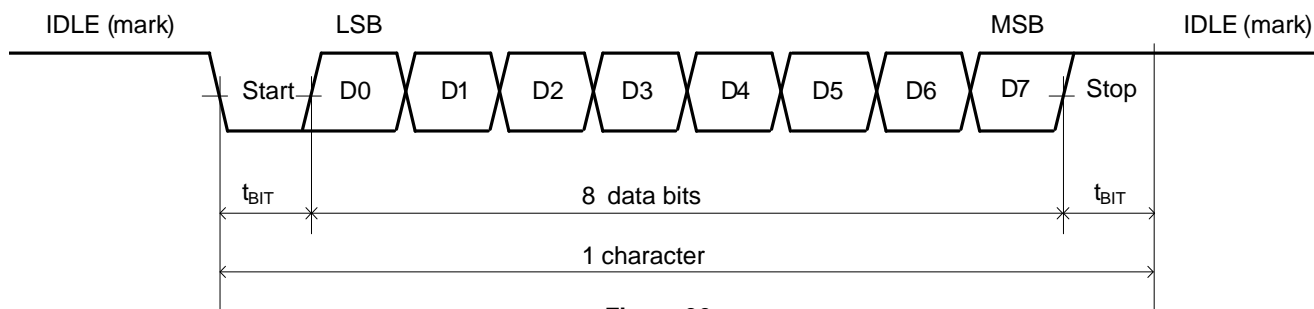 IDLE (mark) LSB MSB IDLE (mark)
Start D0 D1 D2 D3 D4 D5 D6 D7 Stop
tBIT 8 data bits tBIT
1 character